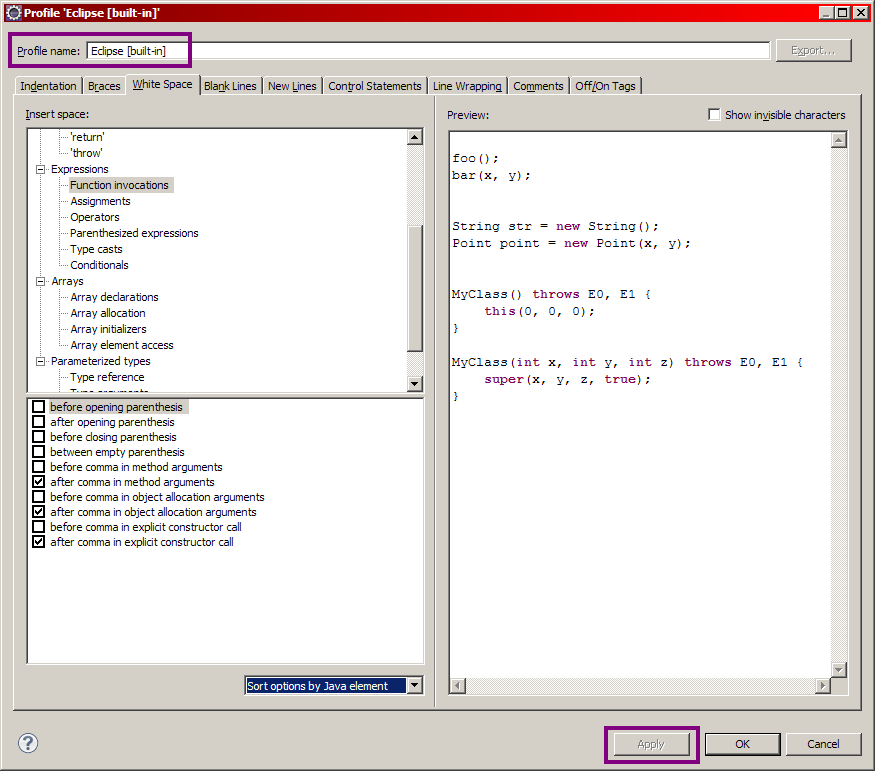 Profile 'Eclipse [built-in]'
Profile name: Eclipse [built-in]
Export...
Indentation Braces White Space Blank Lines New Lines Control Statements Line Wrapping Comments Off/On Tags
Insert space:
'return'
'throw'
Expressions
Function invocations
Assignments
Operators
Parenthesized expressions
Type casts
Conditionals
Arrays
Array declarations
Array allocation
Array initializers
Array element access
Parameterized types
Type reference
Type arguments
before opening parenthesis
after opening parenthesis
before closing parenthesis
between empty parenthesis
before comma in method arguments
after comma in method arguments
before comma in object allocation arguments
after comma in object allocation arguments
before comma in explicit constructor call
after comma in explicit constructor call
Sort options by Java element
Preview:
Show invisible characters
foo();
bar(x, y);
String str = new String();
Point point = new Point(x, y);
MyClass() throws E0, E1 {
this(0, 0, 0);
}
MyClass(int x, int y, int z) throws E0, E1 {
super(x, y, z, true);
}
?
Apply OK Cancel